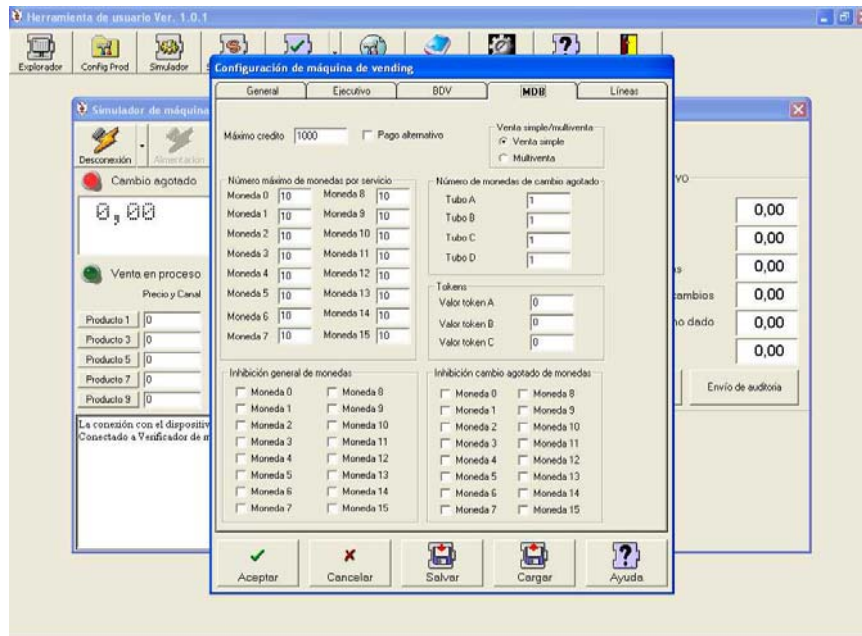 Herramienta de usuario Ver. 1.0.1
Explorador
Config Prod
Simulador
Configuración de máquina de vending
General
Ejecutivo
BDV
MDB
Líneas
Simulador de máquina
Desconexión
Alimentación
Cambio agotado
0,00
Venta en proceso
Precio y Canal
Producto 1 0
Producto 3 0
Producto 5 0
Producto 7 0
Producto 9 0
La conexión con el dispositiv
Conectado a Verificador de m
Máximo credito 1000
Pago alternativo
Venta simple/multiventa
Venta simple
Multiventa
Número máximo de monedas por servicio
Moneda 0 10 Moneda 8 10
Moneda 1 10 Moneda 9 10
Moneda 2 10 Moneda 10 10
Moneda 3 10 Moneda 11 10
Moneda 4 10 Moneda 12 10
Moneda 5 10 Moneda 13 10
Moneda 6 10 Moneda 14 10
Moneda 7 10 Moneda 15 10
Número de monedas de cambio agotado
Tubo A 1
Tubo B 1
Tubo C 1
Tubo D 1
Tokens
Valor token A 0
Valor token B 0
Valor token C 0
Inhibición general de monedas
Moneda 0 Moneda 8
Moneda 1 Moneda 9
Moneda 2 Moneda 10
Moneda 3 Moneda 11
Moneda 4 Moneda 12
Moneda 5 Moneda 13
Moneda 6 Moneda 14
Moneda 7 Moneda 15
Inhibición cambio agotado de monedas
Moneda 0 Moneda 8
Moneda 1 Moneda 9
Moneda 2 Moneda 10
Moneda 3 Moneda 11
Moneda 4 Moneda 12
Moneda 5 Moneda 13
Moneda 6 Moneda 14
Moneda 7 Moneda 15
Aceptar
Cancelar
Salvar
Cargar
Ayuda
VO
0,00
0,00
s 0,00
cambios 0,00
no dado 0,00
0,00
Envío de auditoria